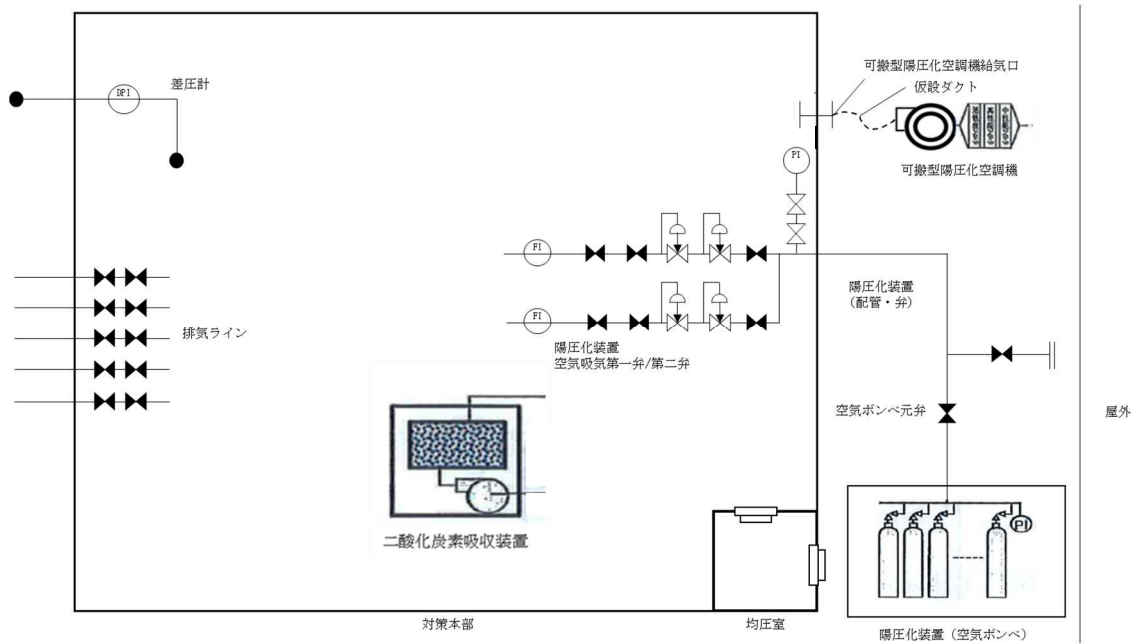 可搬型陽圧化空調機給気口
仮設ダクト
差圧計
DPI
PI
可搬型陽圧化空調機
FI
陽圧化装置
(配管・弁)
FI
排気ライン
陽圧化装置
空気吸気第一弁/第二弁
空気ボンベ元弁
屋外
PI
二酸化炭素吸収装置
対策本部
均圧室
陽圧化装置(空気ボンベ)